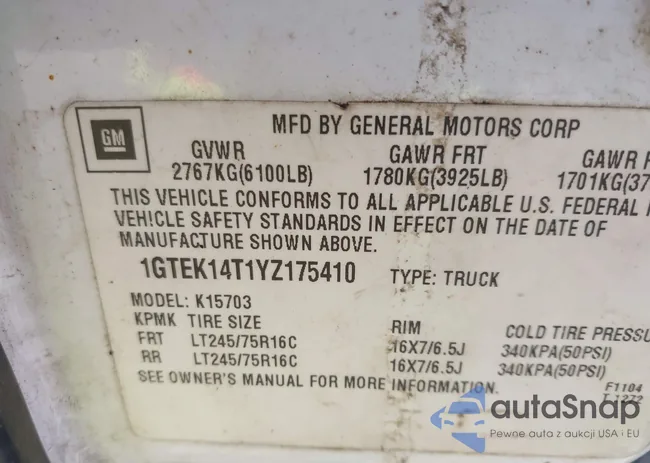 GM
MFD BY GENERAL MOTORS CORP
GVWR GAWR FRT GAWR
2767KG(6100LB) 1780KG(3925LB) 1701KG(37
THIS VEHICLE CONFORMS TO ALL APPLICABLE U.S. FEDERAL
VEHICLE SAFETY STANDARDS IN EFFECT ON THE DATE OF
MANUFACTURE SHOWN ABOVE.
1GTEK14T1YZ175410 TYPE: TRUCK
MODEL: K15703
KPMK TIRE SIZE RIM COLD TIRE PRESSU
FRT LT245/75R16C 16X7/6.5J 340KPA(50PSI)
RR LT245/75R16C 16X7/6.5J 340KPA(50PSI)
SEE OWNER'S MANUAL FOR MORE INFORMATION. F1104
T 1272
autaSnap
Pewne auta z aukcji USA i EU